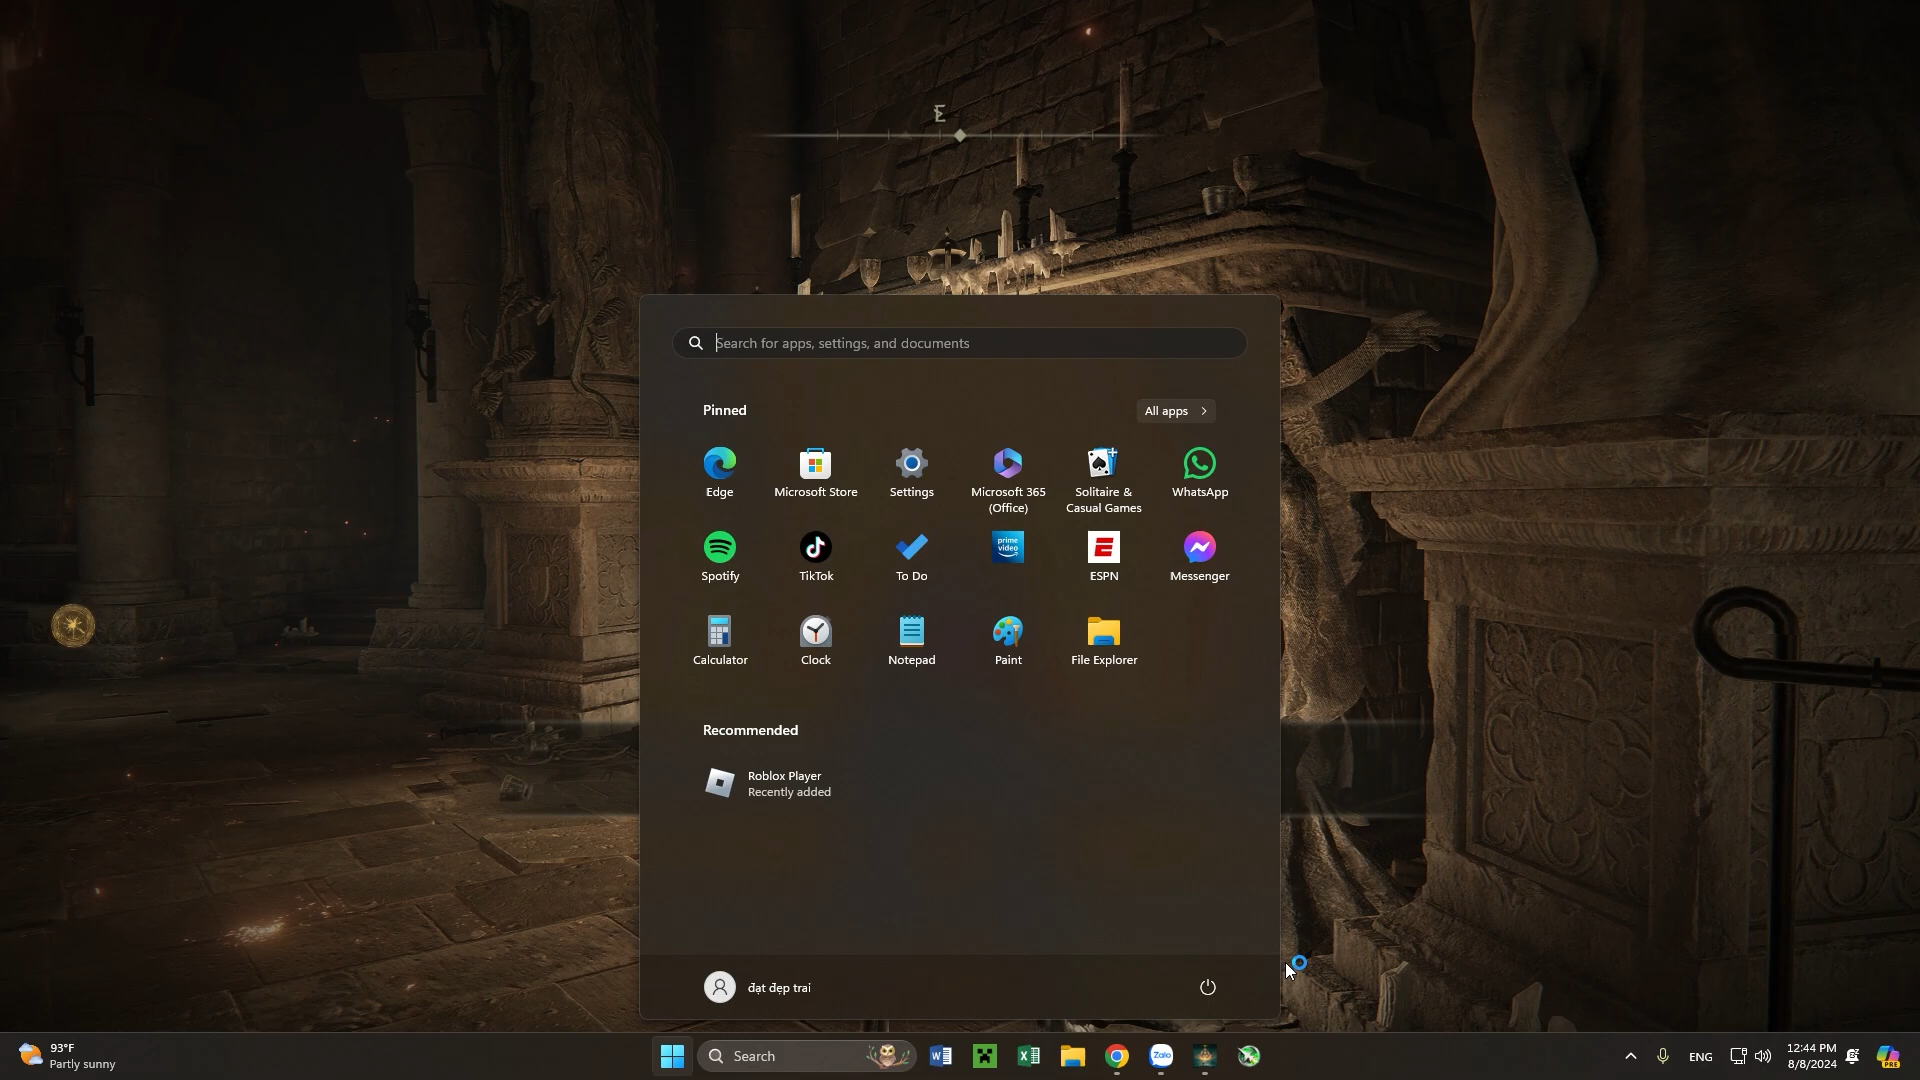 E
Search for apps, settings, and documents
Pinned
All apps
Edge
Microsoft Store
Settings
Microsoft 365
(Office)
Solitaire &
Casual Games
WhatsApp
Spotify
TikTok
To Do
prime
video
ESPN
Messenger
Calculator
Clock
Notepad
Paint
File Explorer
Recommended
Roblox Player
Recently added
đạt đẹp trai
93°F
Partly sunny
Search
Zalo
ENG
12:44 PM
8/8/2024
PRE